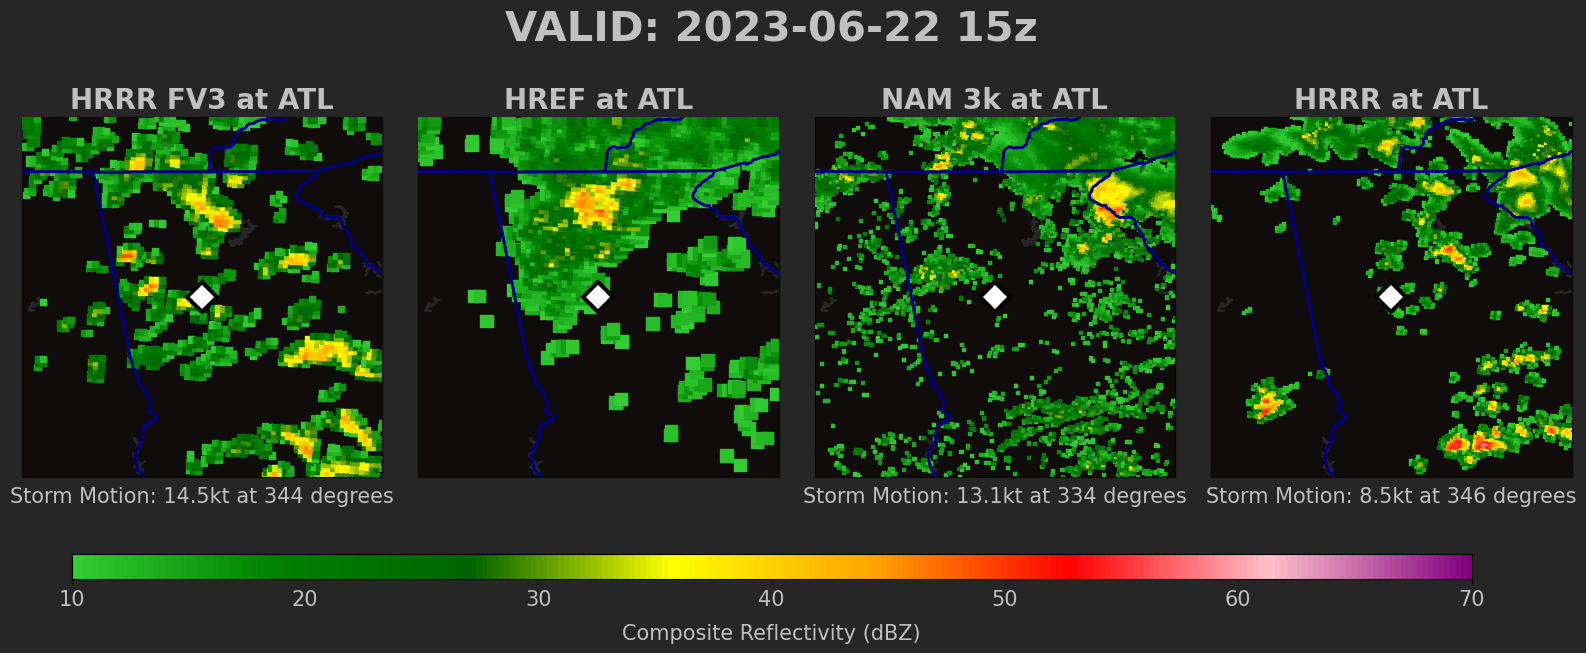 VALID: 2023-06-22 15z
HRRR FV3 at ATL
HREF at ATL
NAM 3k at ATL
HRRR at ATL
Storm Motion: 14.5kt at 344 degrees
Storm Motion: 13.1kt at 334 degrees
Storm Motion: 8.5kt at 346 degrees
10 20 30 40 50 60 70
Composite Reflectivity (dBZ)